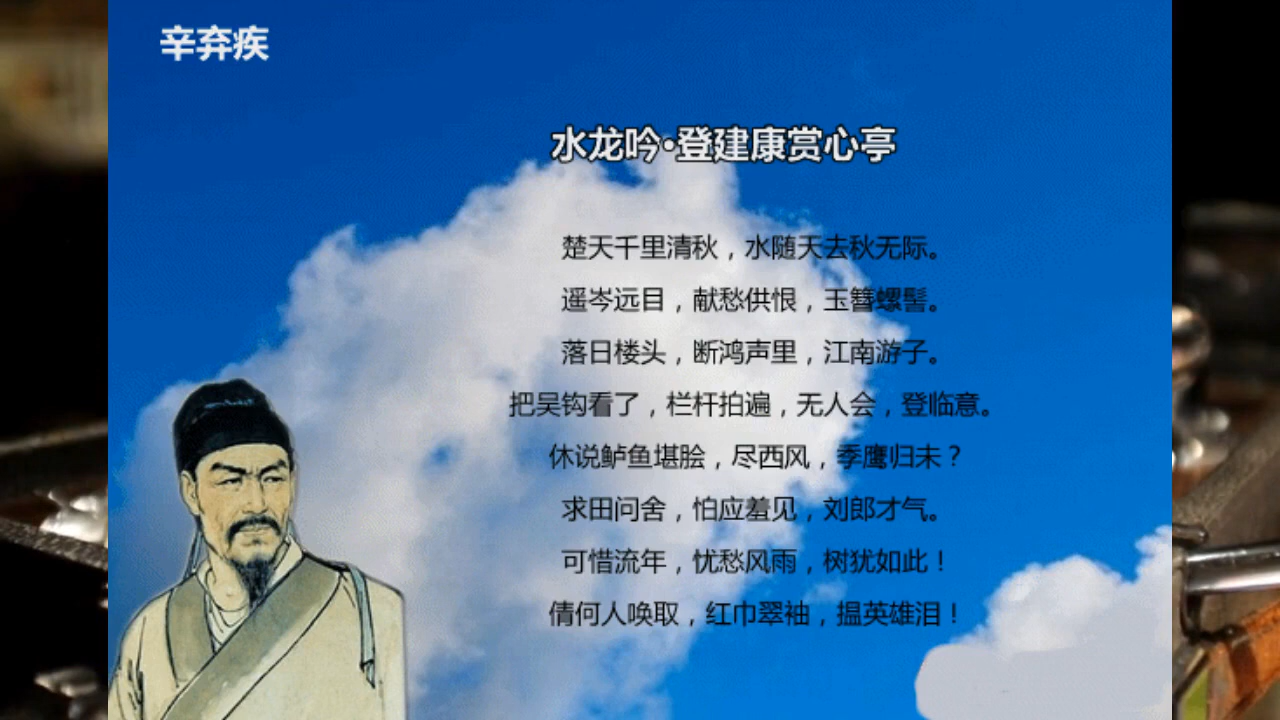 辛弃疾
水龙吟·登建康赏心亭
楚天千里清秋，水随天去秋无际。
遥岑远目，献愁供恨，玉簪螺髻。
落日楼头，断鸿声里，江南游子。
把吴钩看了，栏杆拍遍，无人会，登临意。
休说鲈鱼堪脍，尽西风，季鹰归未？
求田问舍，怕应羞见，刘郎才气。
可惜流年，忧愁风雨，树犹如此！
倩何人唤取，红巾翠袖，揾英雄泪！